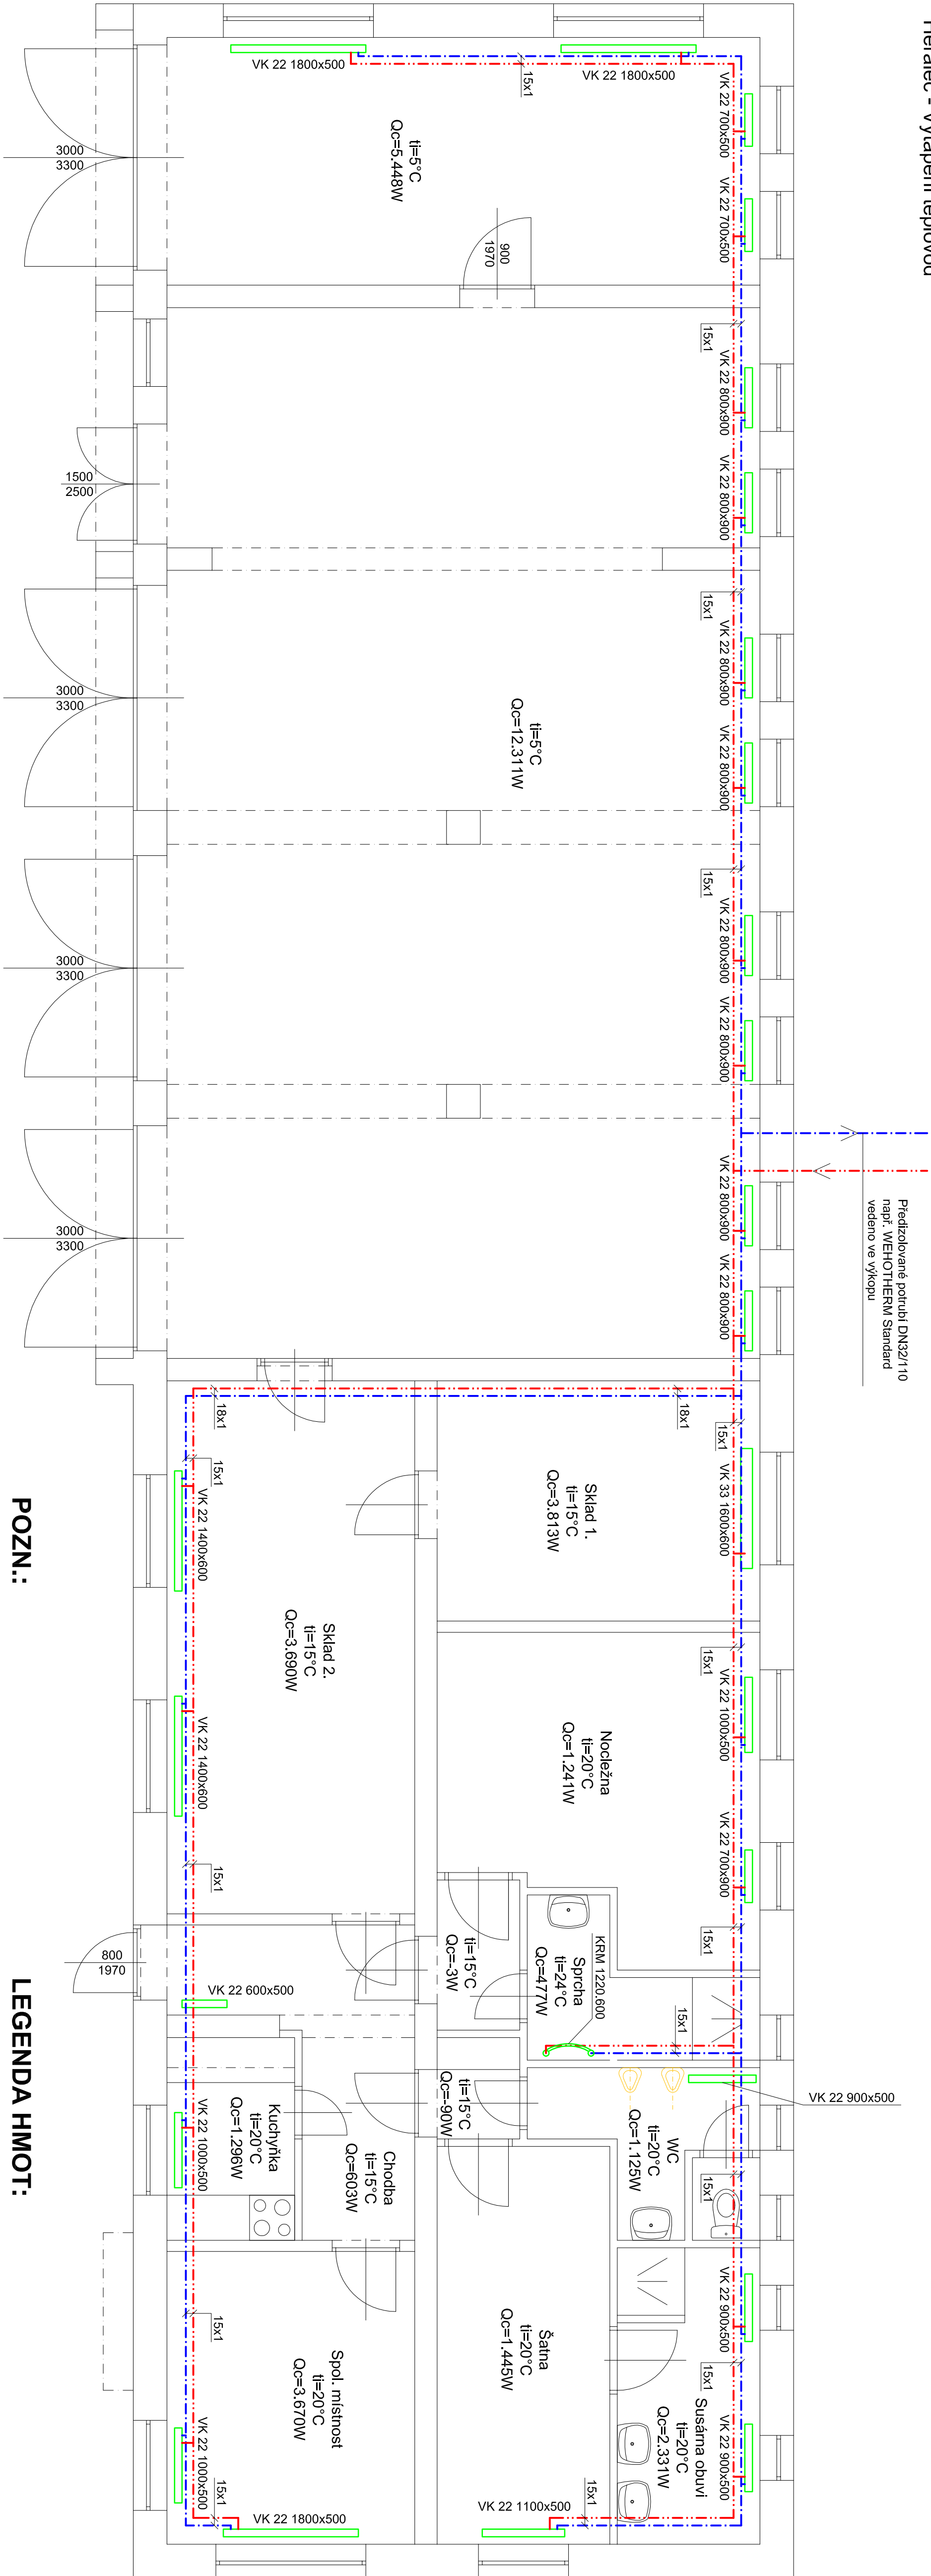 Heralec - Vytápění teplovod
VK 22 1800x500
VK 22 1800x500
15x1
VK 22 700x500
VK 22 700x500
ti=5°C
Qc=5.448W
3000
3300
900
1970
15x1
VK 22 800x900
VK 22 800x900
1500
2500
15x1
VK 22 800x900
VK 22 800x900
ti=5°C
Qc=12.311W
3000
3300
15x1
VK 22 800x900
VK 22 800x900
3000
3300
Předizolované potrubí DN32/110
např. WEHOTHERM Standard
vedeno ve výkopu
VK 22 800x900
VK 22 800x900
3000
3300
18x1
18x1
15x1
15x1
VK 33 1600x600
Sklad 1.
ti=15°C
Qc=3.813W
VK 22 1400x600
POZN.:
Sklad 2.
ti=15°C
Qc=3.690W
15x1
VK 22 1000x500
VK 22 1400x600
Nocležna
ti=20°C
Qc=1.241W
VK 22 700x900
15x1
15x1
800
1970
ti=15°C
Qc=-3W
Sprcha
ti=24°C
Qc=477W
KRM 1220.600
VK 22 600x500
15x1
LEGENDA HMOT:
VK 22 900x500
ti=15°C
Qc=-90W
WC
ti=20°C
Qc=1.125W
15x1
Kuchyňka
ti=20°C
Qc=1.296W
VK 22 1000x500
Chodba
ti=15°C
Qc=603W
VK 22 900x500
15x1
15x1
Šatna
ti=20°C
Qc=1.445W
Spol. místnost
ti=20°C
Qc=3.670W
Susárna obuvi
ti=20°C
Qc=2.331W
VK 22 900x500
VK 22 1000x500
15x1
15x1
VK 22 1100x500
VK 22 1800x500